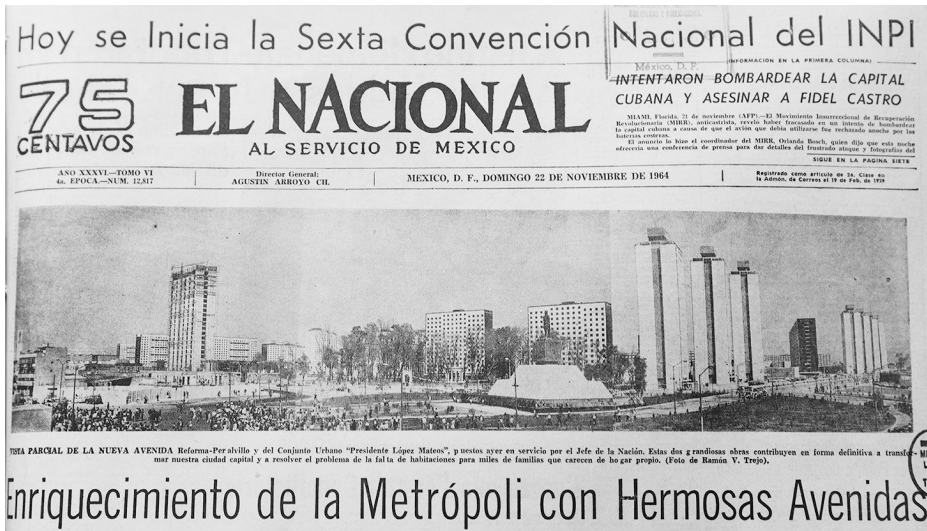 Hoy se Inicia la Sexta Convención Nacional del INPI
(INFORMACION EN LA PRIMERA COLUMNA)
México, D. F.
75
CENTAVOS
EL NACIONAL
AL SERVICIO DE MEXICO
INTENTARON BOMBARDEAR LA CAPITAL
CUBANA Y ASESINAR A FIDEL CASTRO
MIAMI, Florida, 21 de noviembre (AFP).—El Movimiento Insurreccional de Recuperación
Revolucionaria (MIRR), anticastrista, reveló haber fracasado en un intento de bombardear
la capital cubana a causa de que el avión que debía utilizarse fue rechazado anoche por las
baterías costeras.
El anuncio lo hizo el coordinador del MIRR, Orlando Bosch, quien dijo que esta noche
ofrecería una conferencia de prensa para dar detalles del frustrado ataque y fotografías del
SIGUE EN LA PAGINA SIETE
AÑO XXXVI.—TOMO VI
4a. EPOCA.—NUM. 12,817
Director General:
AGUSTIN ARROYO CH.
MEXICO, D. F., DOMINGO 22 DE NOVIEMBRE DE 1964
Registrado como artículo de 2a. Clase en
la Admón. de Correos el 19 de Feb. de 1929
VISTA PARCIAL DE LA NUEVA AVENIDA Reforma-Peralvillo y del Conjunto Urbano "Presidente López Mateos", puestos ayer en servicio por el Jefe de la Nación. Estas dos grandiosas obras contribuyen en forma definitiva a transfor-
mar nuestra ciudad capital y a resolver el problema de la falta de habitaciones para miles de familias que carecen de hogar propio. (Foto de Ramón V. Trejo).
Enriquecimiento de la Metrópoli con Hermosas Avenidas